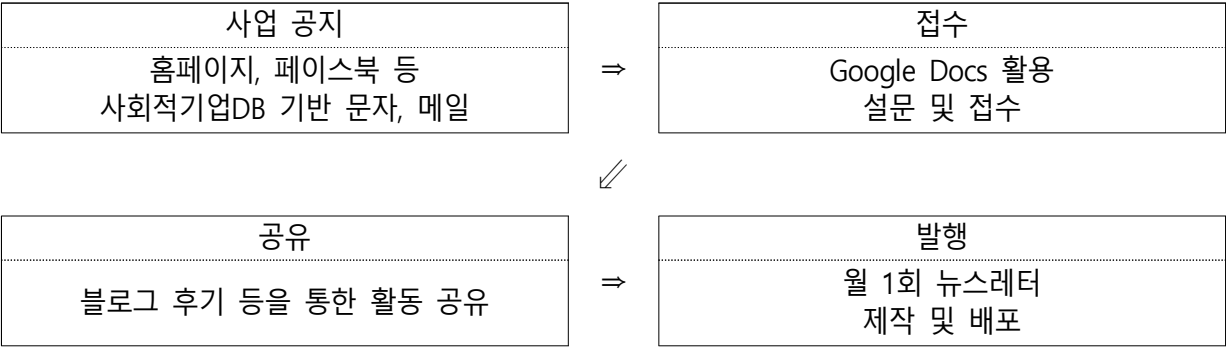 사업 공지
홈페이지, 페이스북 등
사회적기업DB 기반 문자, 메일
⇒
접수
Google Docs 활용
설문 및 접수
⇙
공유
블로그 후기 등을 통한 활동 공유
⇒
발행
월 1회 뉴스레터
제작 및 배포